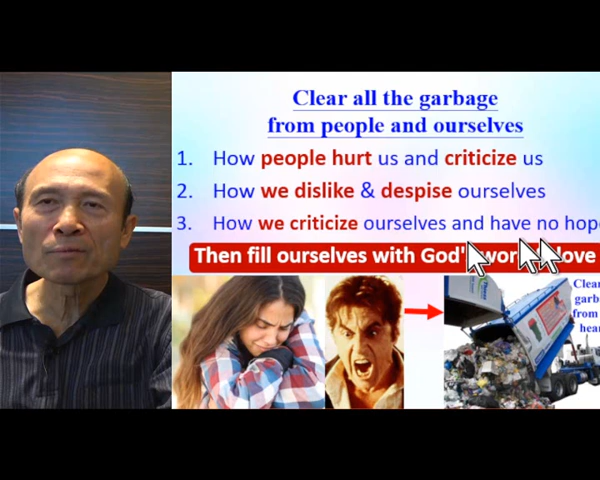 Clear all the garbage
from people and ourselves
1. How people hurt us and criticize us
2. How we dislike & despise ourselves
3. How we criticize ourselves and have no hope
Then fill ourselves with God' love
Clear
garb
from
hear